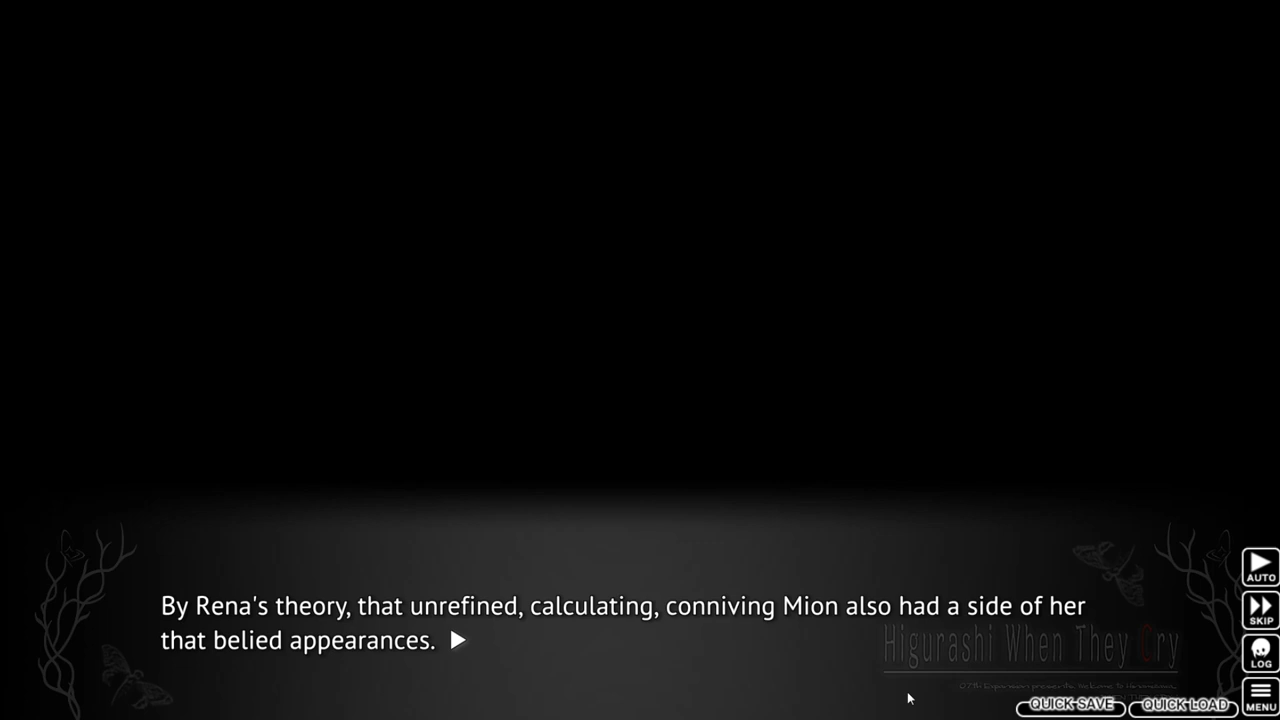 By Rena's theory, that unrefined, calculating, conniving Mion also had a side of her
that belied appearances.
Higurashi When They Cry
AUTO
SKIP
LOG
MENU
QUICK SAVE
QUICK LOAD